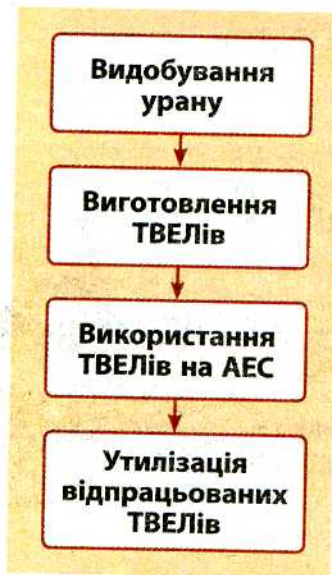 Видобування
урану
Виготовлення
ТВЕЛів
Використання
ТВЕЛів на АЕС
Утилізація
відпрацьованих
ТВЕЛів